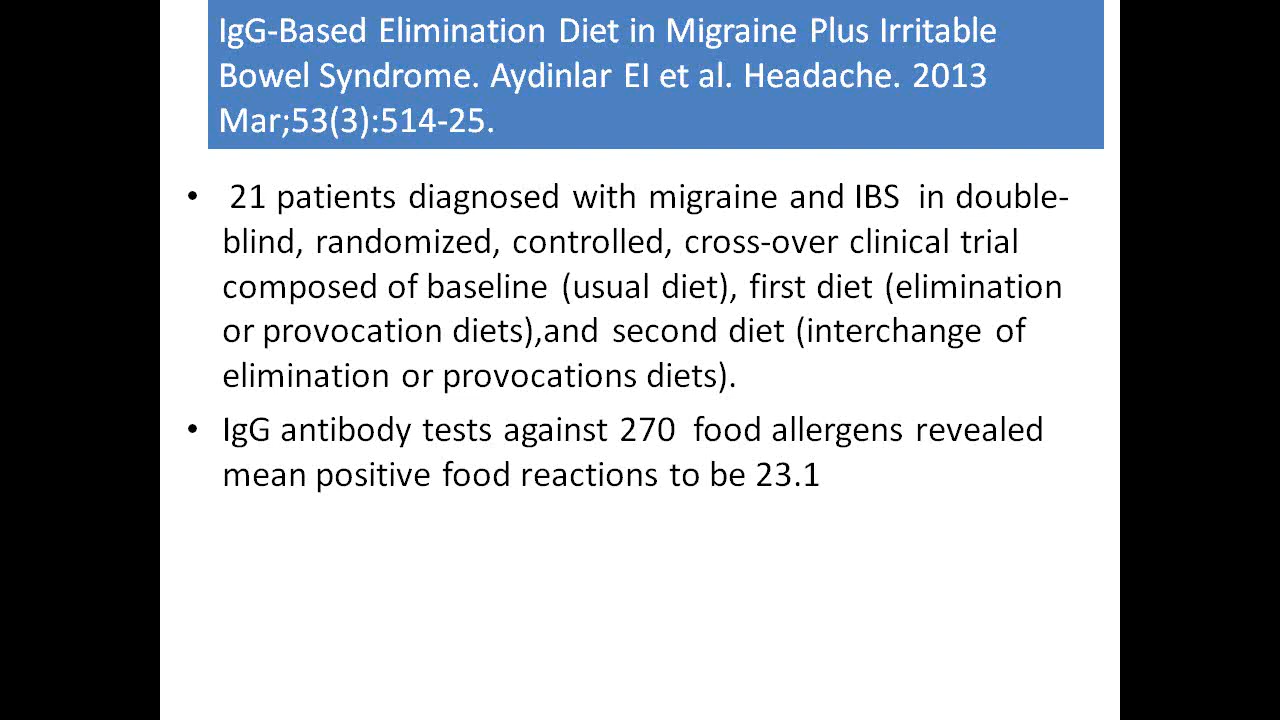 IgG-Based Elimination Diet in Migraine Plus Irritable
Bowel Syndrome. Aydinlar EI et al. Headache. 2013
Mar;53(3):514-25.
• 21 patients diagnosed with migraine and IBS in double-
blind, randomized, controlled, cross-over clinical trial
composed of baseline (usual diet), first diet (elimination
or provocation diets),and second diet (interchange of
elimination or provocations diets).
• IgG antibody tests against 270 food allergens revealed
mean positive food reactions to be 23.1